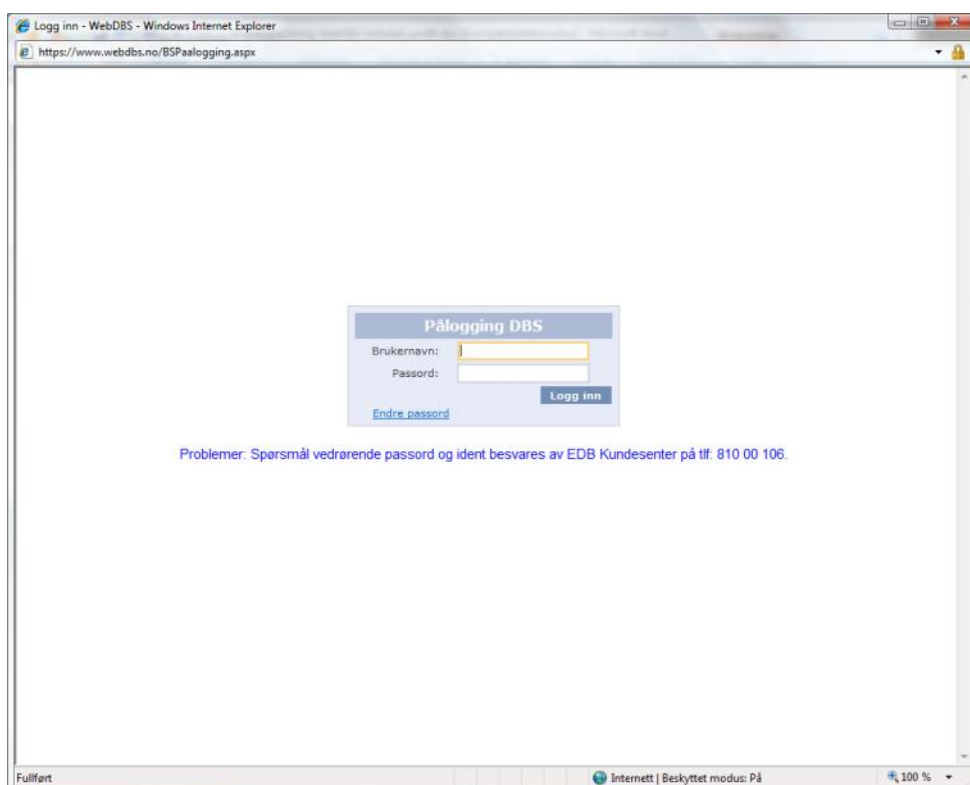 Logg inn - WebDBS - Windows Internet Explorer
https://www.webdbs.no/BSPaalogging.aspx
Pålogging DBS
Brukernavn:
Passord:
Logg inn
Endre passord
Problemer: Spørsmål vedrørende passord og ident besvares av EDB Kundesenter på tlf: 810 00 106.
Fullført
Internett | Beskyttet modus: På
100 %